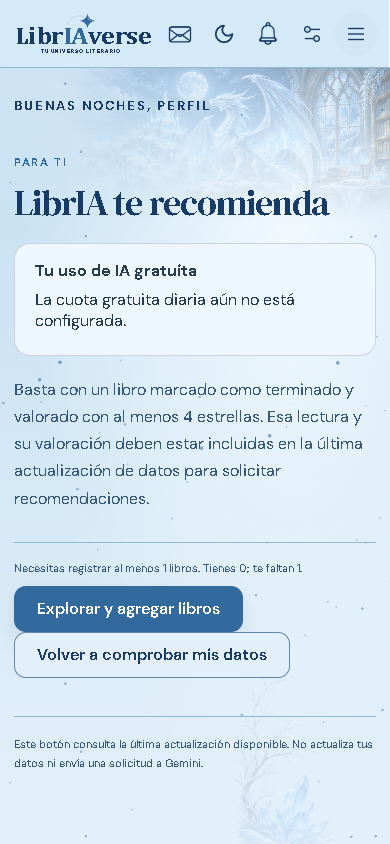 LibrIAverse
TU UNIVERSO LITERARIO
BUENAS NOCHES, PERFIL
PARA TI
LibrIA te recomienda
Tu uso de IA gratuita
La cuota gratuita diaria aún no está
configurada.
Basta con un libro marcado como terminado y
valorado con al menos 4 estrellas. Esa lectura y
su valoración deben estar incluidas en la última
actualización de datos para solicitar
recomendaciones.
Necesitas registrar al menos 1 libros. Tienes 0; te faltan 1.
Explorar y agregar libros
Volver a comprobar mis datos
Este botón consulta la última actualización disponible. No actualiza tus
datos ni envía una solicitud a Gemini.